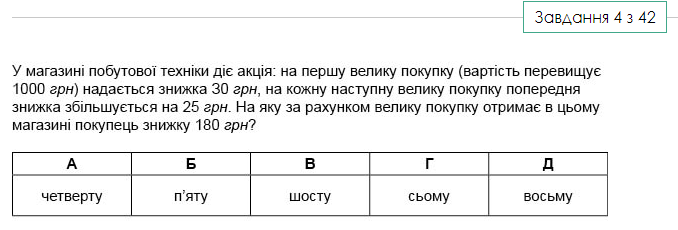 Завдання 4 з 42
У магазині побутової техніки діє акція: на першу велику покупку (вартість перевищує
1000 грн) надається знижка 30 грн, на кожну наступну велику покупку попередня
знижка збільшується на 25 грн. На яку за рахунком велику покупку отримає в цьому
магазині покупець знижку 180 грн?
А Б В Г Д
четверту п'яту шосту сьому восьму